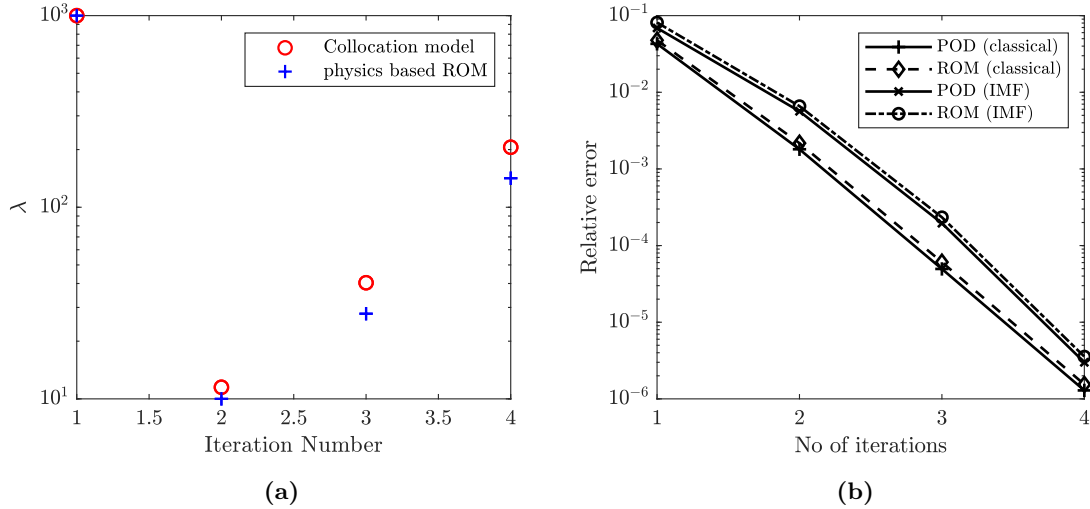 10^3
10^2
10^1
λ
Collocation model
physics based ROM
1
1.5
2
2.5
3
3.5
4
Iteration Number
(a)
10^-1
10^-2
10^-3
10^-4
10^-5
10^-6
Relative error
POD (classical)
ROM (classical)
POD (IMF)
ROM (IMF)
1
2
3
4
No of iterations
(b)